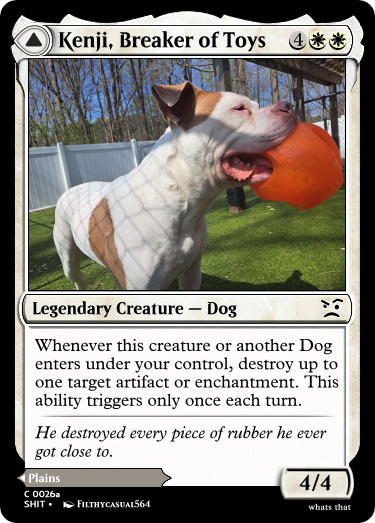 Kenji, Breaker of Toys 4
Legendary Creature — Dog
Whenever this creature or another Dog
enters under your control, destroy up to
one target artifact or enchantment. This
ability triggers only once each turn.
He destroyed every piece of rubber he ever
got close to.
Plains
4/4
C 0026a
SHIT • Filthycasual564
whats that